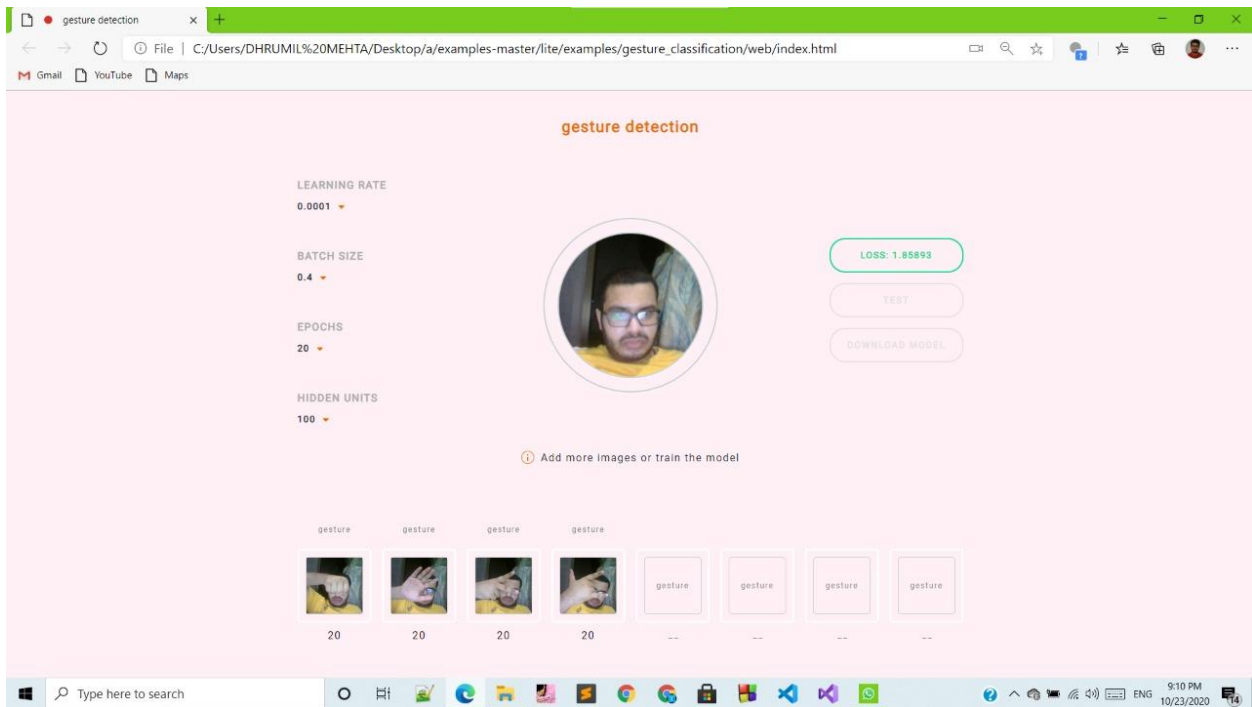 gesture detection
File | C:/Users/DHRUMIL%20MEHTA/Desktop/a/examples-master/lite/examples/gesture_classification/web/index.html
Gmail YouTube Maps
gesture detection
LEARNING RATE
0.0001
BATCH SIZE
0.4
EPOCHS
20
HIDDEN UNITS
100
LOSS: 1.85893
TEST
DOWNLOAD MODEL
Add more images or train the model
gesture gesture gesture gesture
gesture gesture gesture gesture
20 20 20 20 -- -- -- --
Type here to search
ENG
9:10 PM
10/23/2020
14